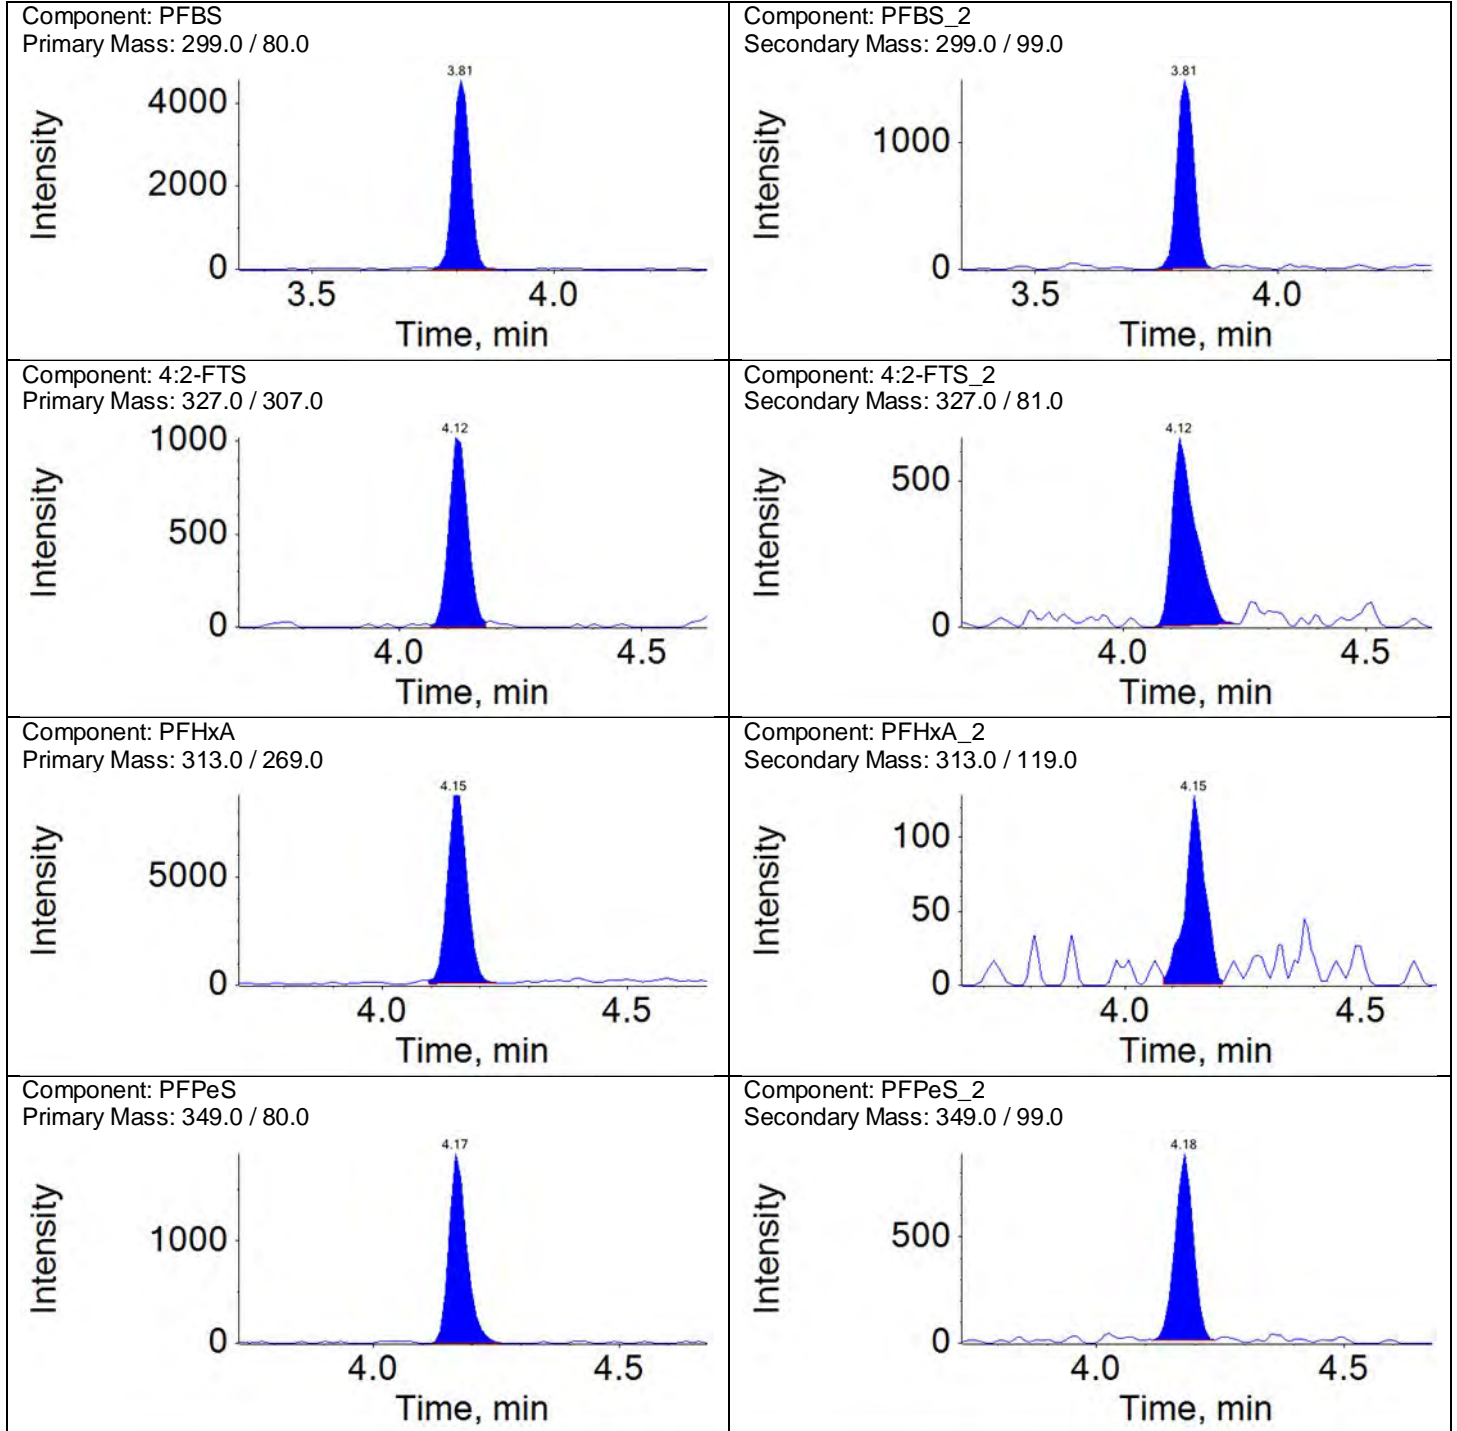 Component: PFBS
Primary Mass: 299.0 / 80.0
3.81
4000
2000
0
Intensity
3.5 4.0
Time, min
Component: PFBS_2
Secondary Mass: 299.0 / 99.0
3.81
1000
0
Intensity
3.5 4.0
Time, min
Component: 4:2-FTS
Primary Mass: 327.0 / 307.0
4.12
1000
500
0
Intensity
4.0 4.5
Time, min
Component: 4:2-FTS_2
Secondary Mass: 327.0 / 81.0
4.12
500
0
Intensity
4.0 4.5
Time, min
Component: PFHxA
Primary Mass: 313.0 / 269.0
4.15
5000
0
Intensity
4.0 4.5
Time, min
Component: PFHxA_2
Secondary Mass: 313.0 / 119.0
4.15
100
50
0
Intensity
4.0 4.5
Time, min
Component: PFPeS
Primary Mass: 349.0 / 80.0
4.17
1000
0
Intensity
4.0 4.5
Time, min
Component: PFPeS_2
Secondary Mass: 349.0 / 99.0
4.18
500
0
Intensity
4.0 4.5
Time, min